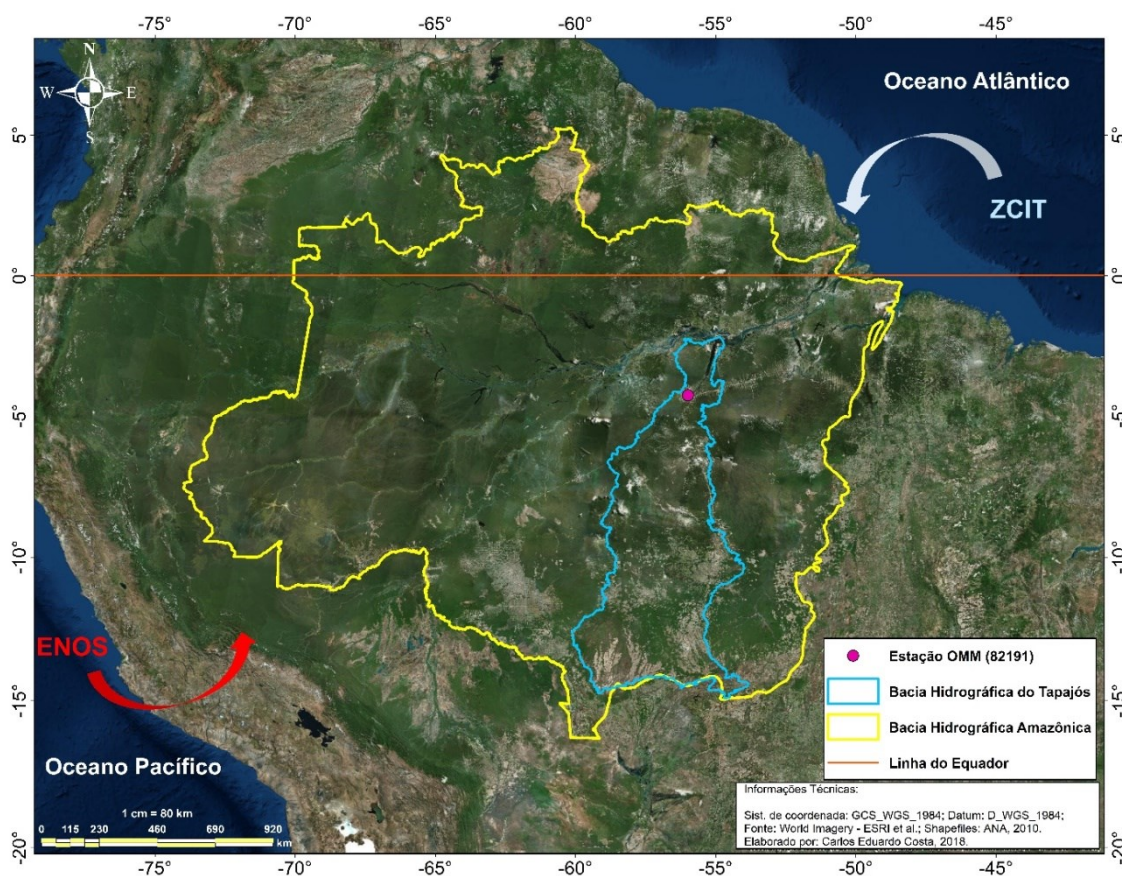 -75° -70° -65° -60° -55° -50° -45°
N
W E
S
Oceano Atlântico
ZCIT
5°
0°
-5°
-10°
-15°
-20°
5°
0°
-5°
-10°
-15°
-20°
ENOS
Oceano Pacífico
1 cm = 80 km
0 115 230 460 690 920
km
Estação OMM (82191)
Bacia Hidrográfica do Tapajós
Bacia Hidrográfica Amazônica
Linha do Equador
Informações Técnicas:
Sist. de coordenada: GCS_WGS_1984; Datum: D_WGS_1984;
Fonte: World Imagery - ESRI et al.; Shapefiles: ANA, 2010.
Elaborado por: Carlos Eduardo Costa, 2018.
-75° -70° -65° -60° -55° -50° -45°